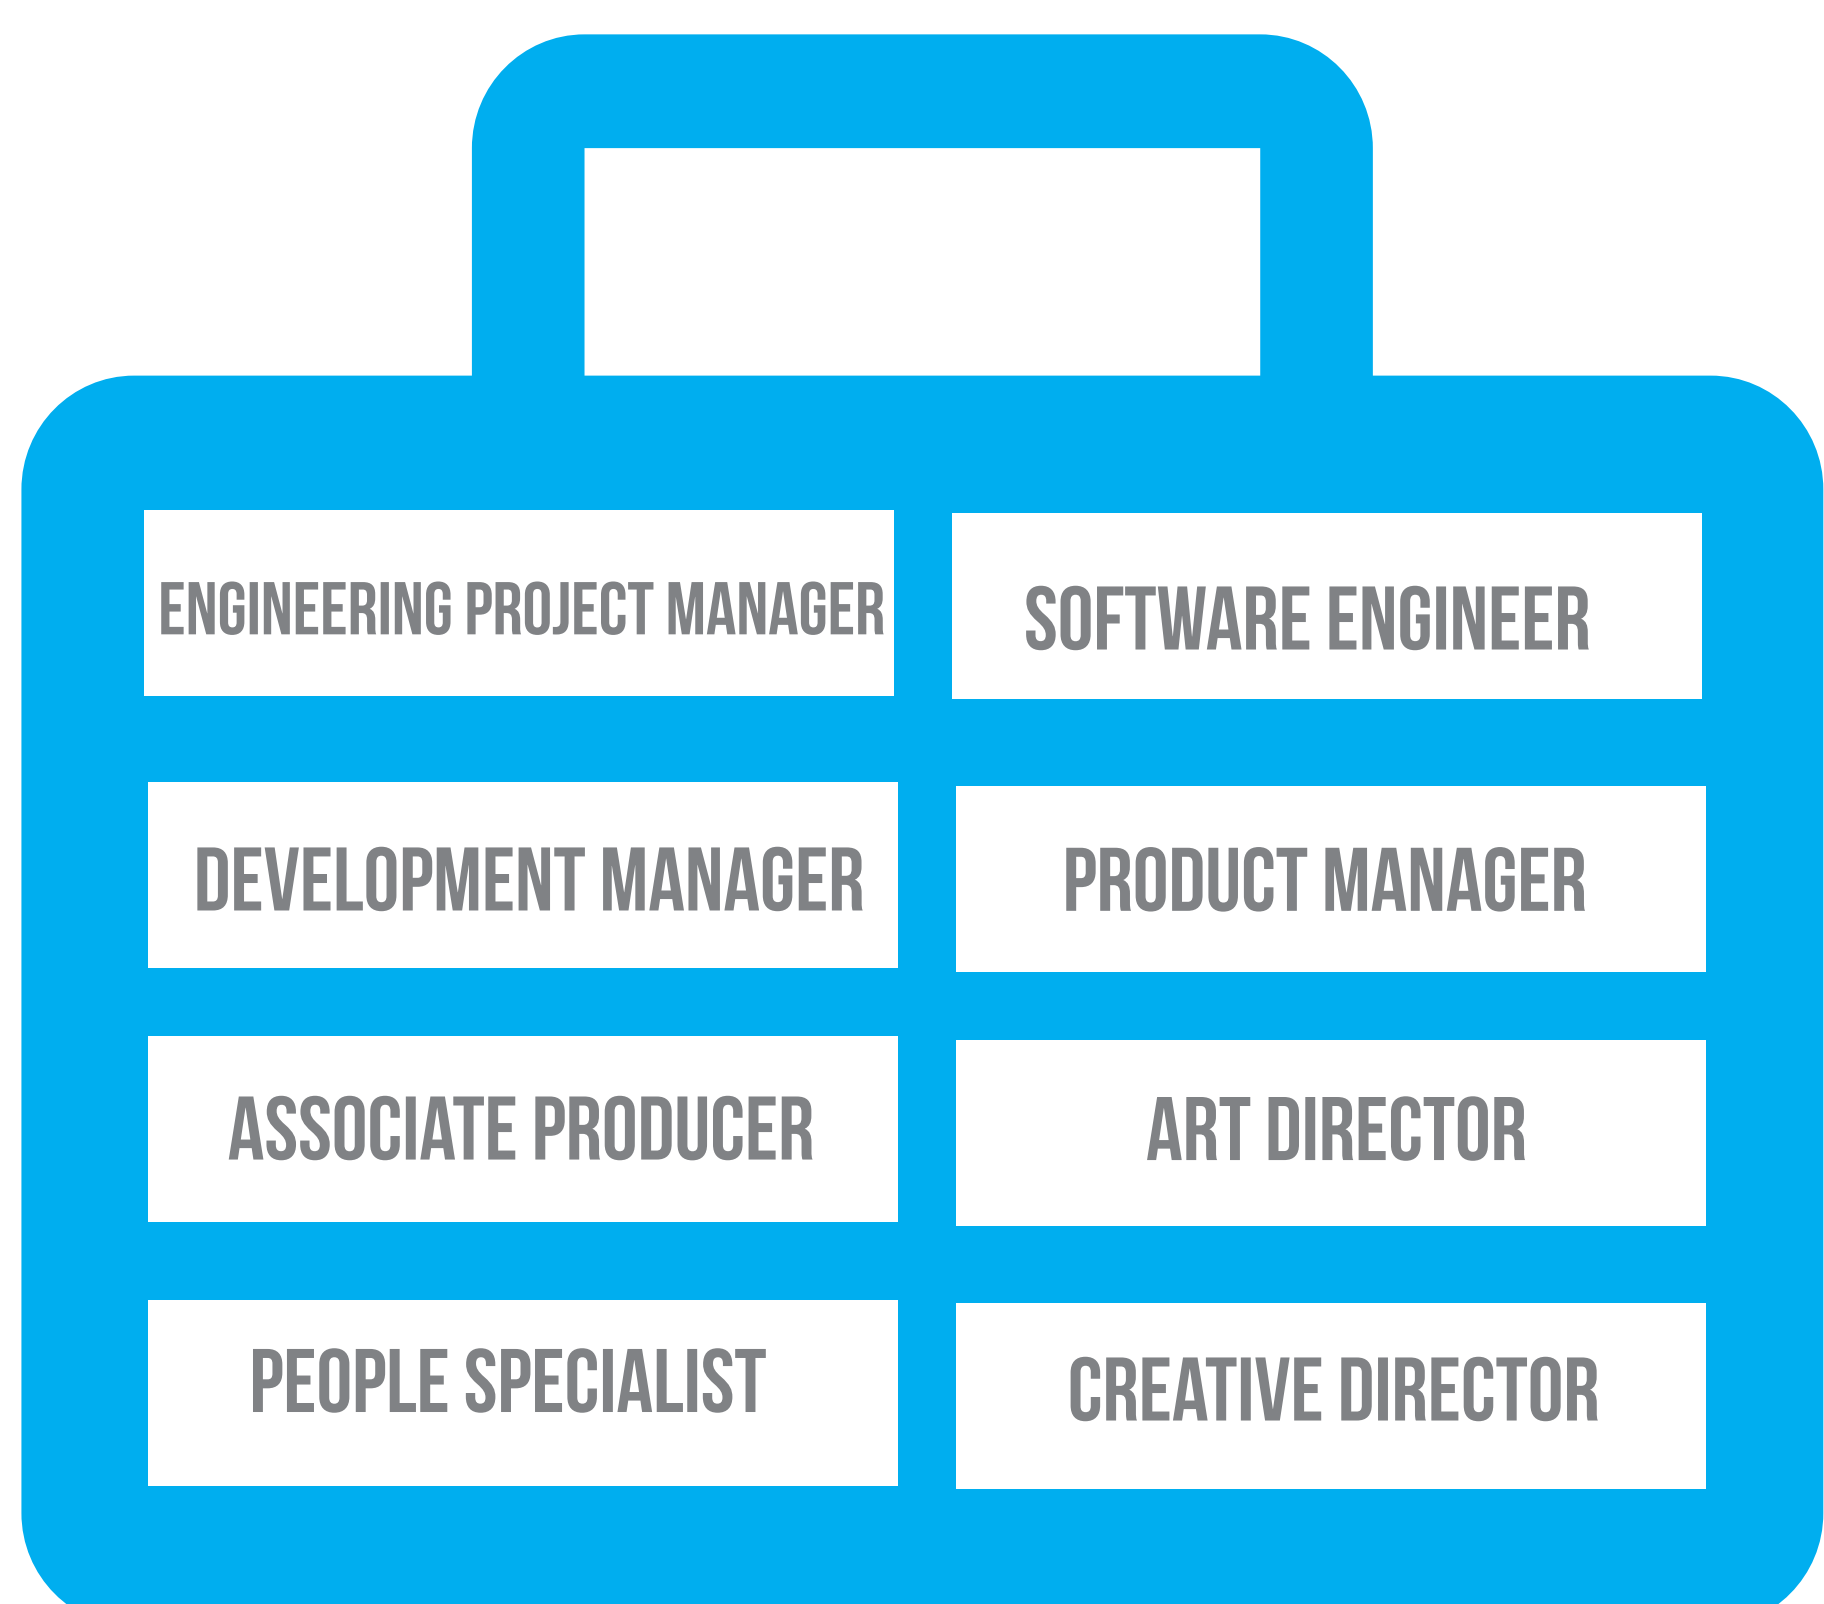 ENGINEERING PROJECT MANAGER
SOFTWARE ENGINEER
DEVELOPMENT MANAGER
PRODUCT MANAGER
ASSOCIATE PRODUCER
ART DIRECTOR
PEOPLE SPECIALIST
CREATIVE DIRECTOR